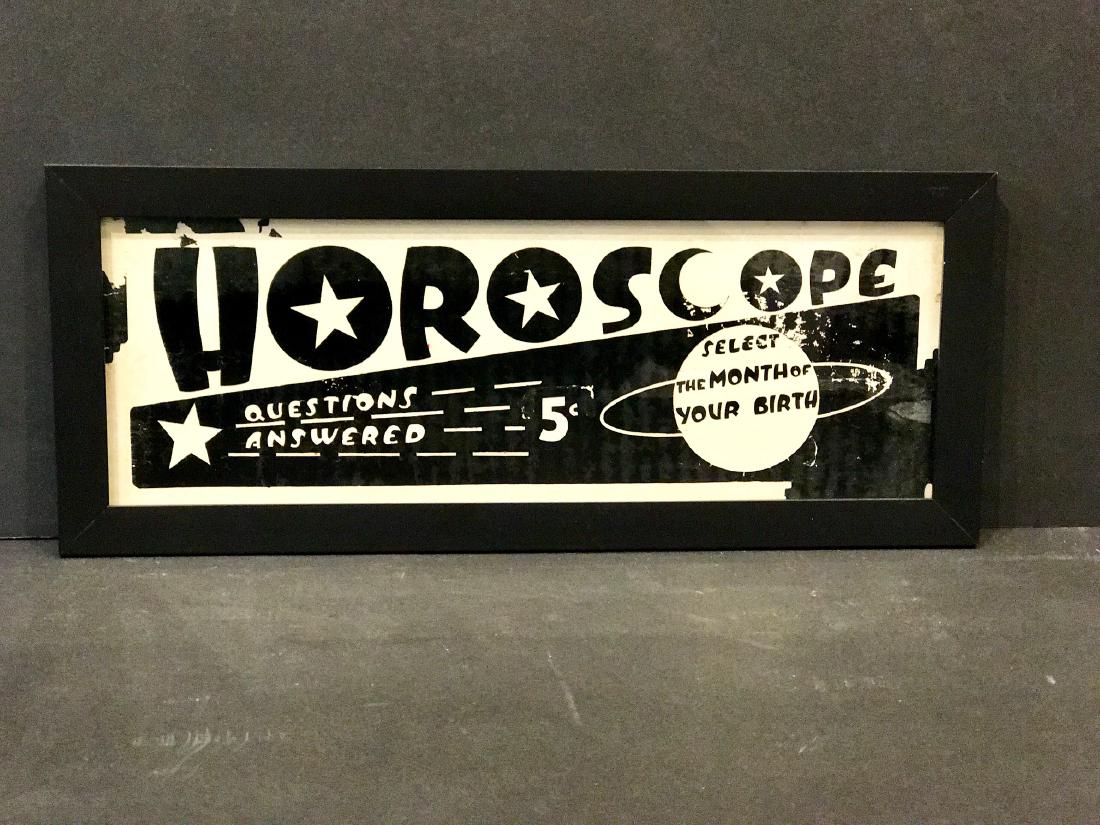 HOROSCOPE
QUESTIONS
ANSWERED
5¢
SELECT
THE MONTH OF
YOUR BIRTH